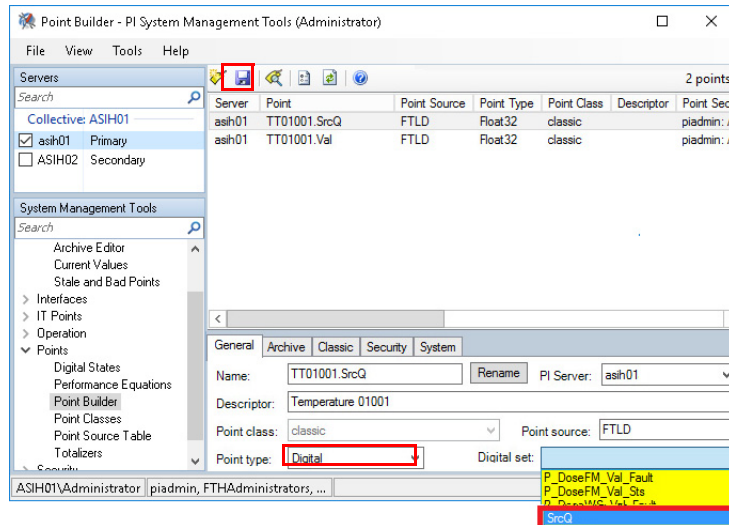 Point Builder - PI System Management Tools (Administrator)
File View Tools Help
Servers
Search
Collective: ASIH01
asih01 Primary
ASIH02 Secondary
System Management Tools
Search
Archive Editor
Current Values
Stale and Bad Points
Interfaces
IT Points
Operation
Points
Digital States
Performance Equations
Point Builder
Point Classes
Point Source Table
Totalizers
Security
2 points
Server Point Point Source Point Type Point Class Descriptor Point Sec
asih01 TT01001.SrcQ FTLD Float32 classic piadmin: 
asih01 TT01001.Val FTLD Float32 classic piadmin: 
General Archive Classic Security System
Name: TT01001.SrcQ Rename PI Server: asih01
Descriptor: Temperature 01001
Point class: classic Point source: FTLD
Point type: Digital Digital set:
P_DoseFM_Val_Fault
P_DoseFM_Val_Sts
SrcQ
ASIH01\Administrator piadmin, FTHAdministrators, ...